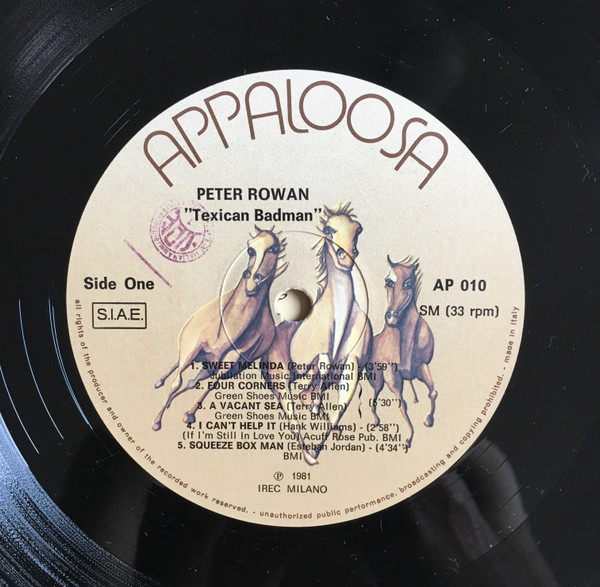 APPALOOSA
PETER ROWAN
"Texican Badman"
Side One
AP 010
S.I.A.E.
SM (33 rpm)
1. SWEET MELINDA (Peter Rowan) - (3'59'')
Jubilation Music International BMI
2. FOUR CORNERS (Terry Allen)
Green Shoes Music BMI
3. A VACANT SEA (Terry Allen) (5'30'')
Green Shoes Music BMI
4. I CAN'T HELP IT (Hank Williams) - (2'58'')
(If I'm Still In Love You) Acuff Rose Pub. BMI
5. SQUEEZE BOX MAN (Esteban Jordan) - (4'34'')
BMI
℗ 1981
IREC MILANO
all rights of the producer and owner of the recorded work reserved. - unauthorized public performance, broadcasting and copying prohibited. - made in italy